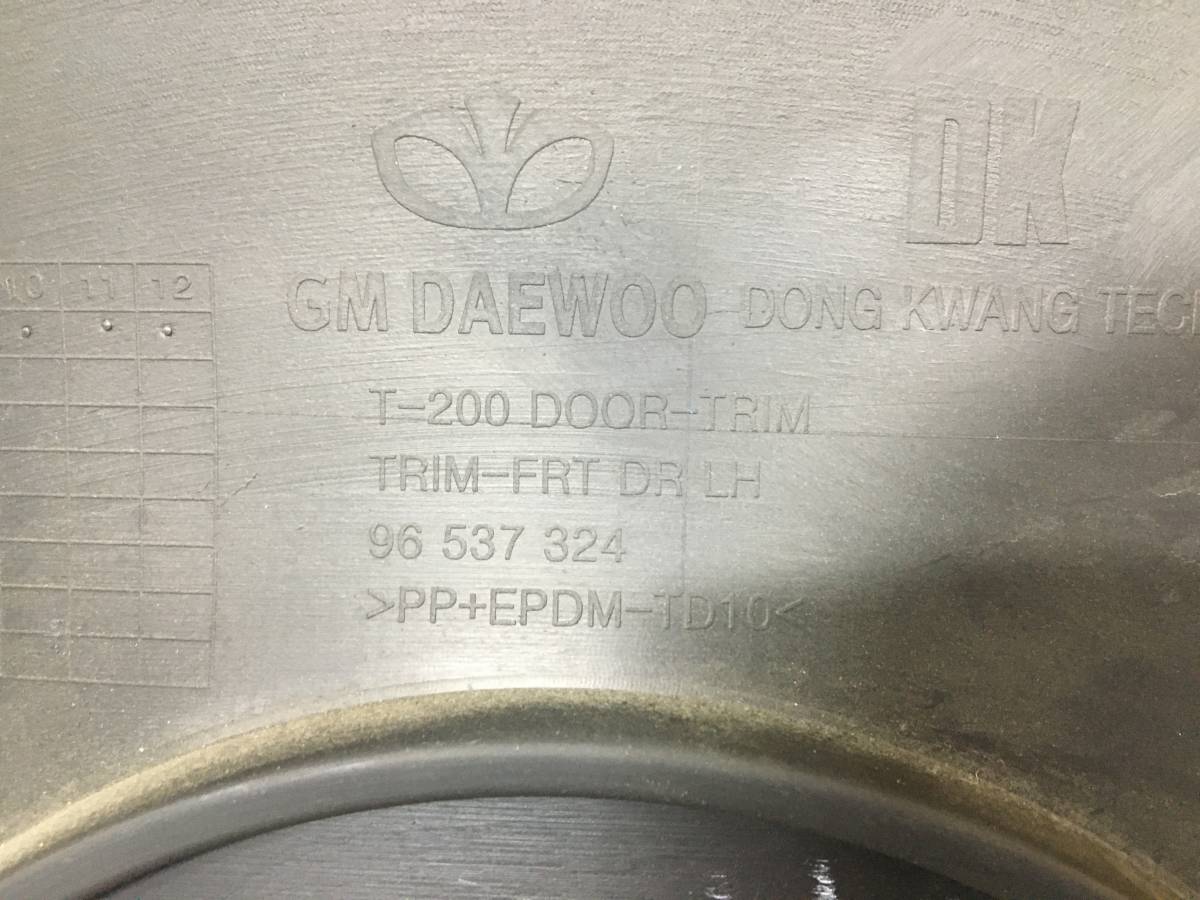 DK
10 11 12
GM DAEWOO DONG KWANG TECH
T-200 DOOR-TRIM
TRIM-FRT DR LH
96 537 324
>PP+EPDM-TD10<